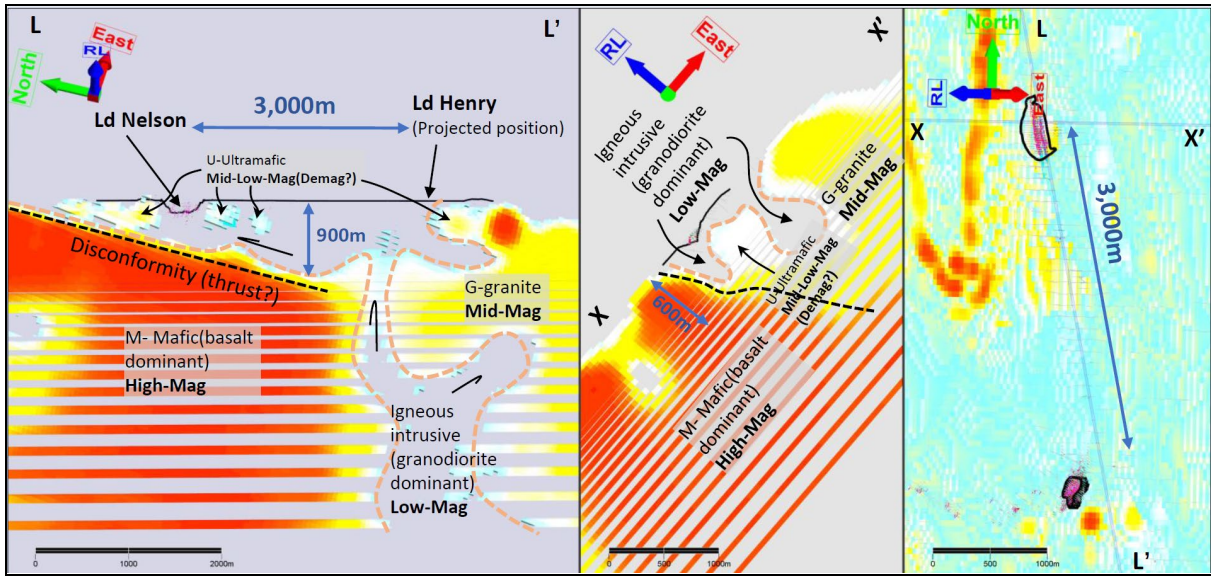 L
L'
North
RL
East
3,000m
Ld Nelson
Ld Henry
(Projected position)
U-Ultramafic
Mid-Low-Mag(Demag?)
900m
Disconformity (thrust?)
G-granite
Mid-Mag
M- Mafic(basalt
dominant)
High-Mag
Igneous
intrusive
(granodiorite
dominant)
Low-Mag
0
1000
2000m
X'
RL
East
Igneous
intrusive
(granodiorite
dominant)
Low-Mag
G-granite
Mid-Mag
U-Ultramafic
Mid-Low-Mag
(Demag?)
X
600m
M- Mafic(basalt
dominant)
High-Mag
0
500
1000m
North
L
RL
East
X
X'
3,000m
0
500
1000m
L'